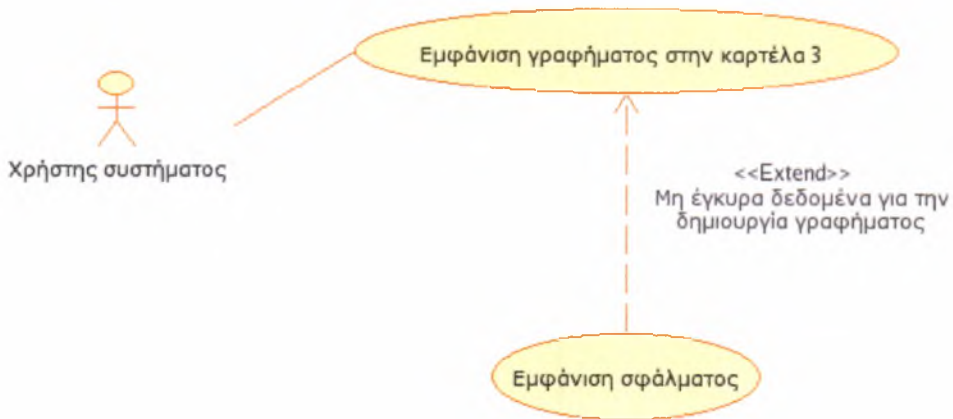 Εμφάνιση γραφήματος στην καρτέλα 3
Χρήστης συστήματος
<<Extend>>
Μη έγκυρα δεδομένα για την
δημιουργία γραφήματος
Εμφάνιση σφάλματος